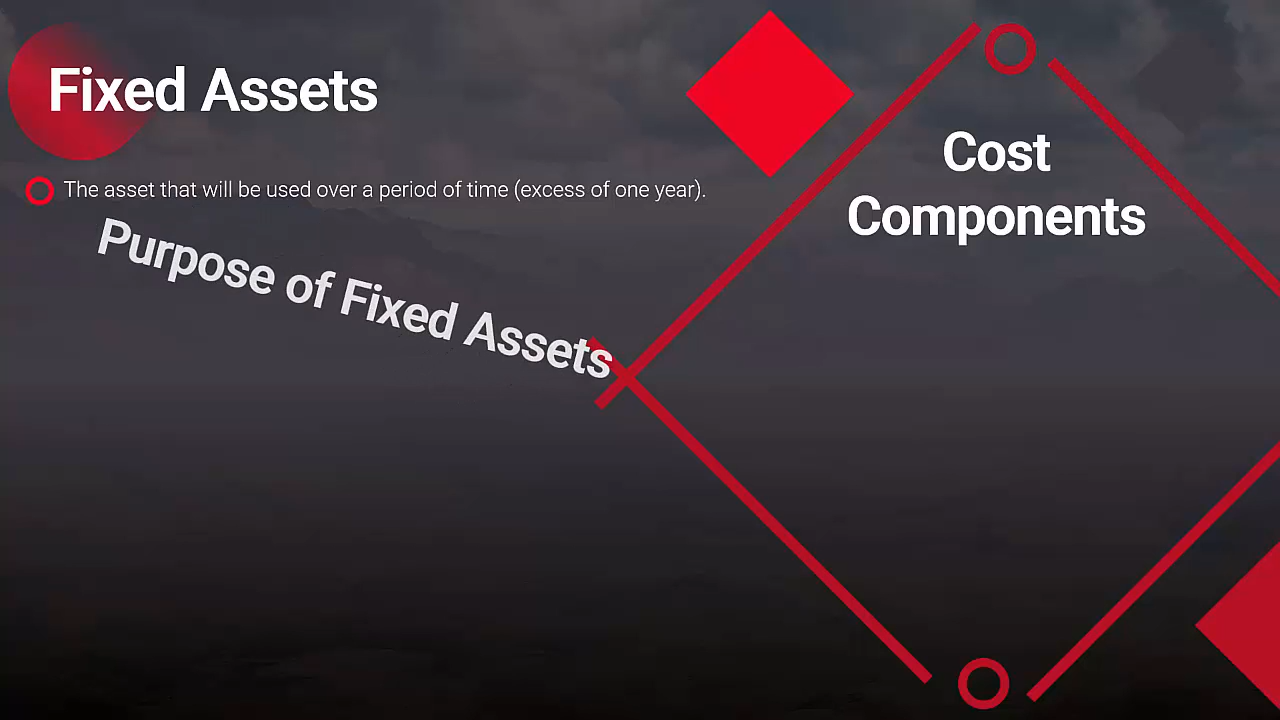 Fixed Assets
The asset that will be used over a period of time (excess of one year).
Purpose of Fixed Assets
Cost
Components